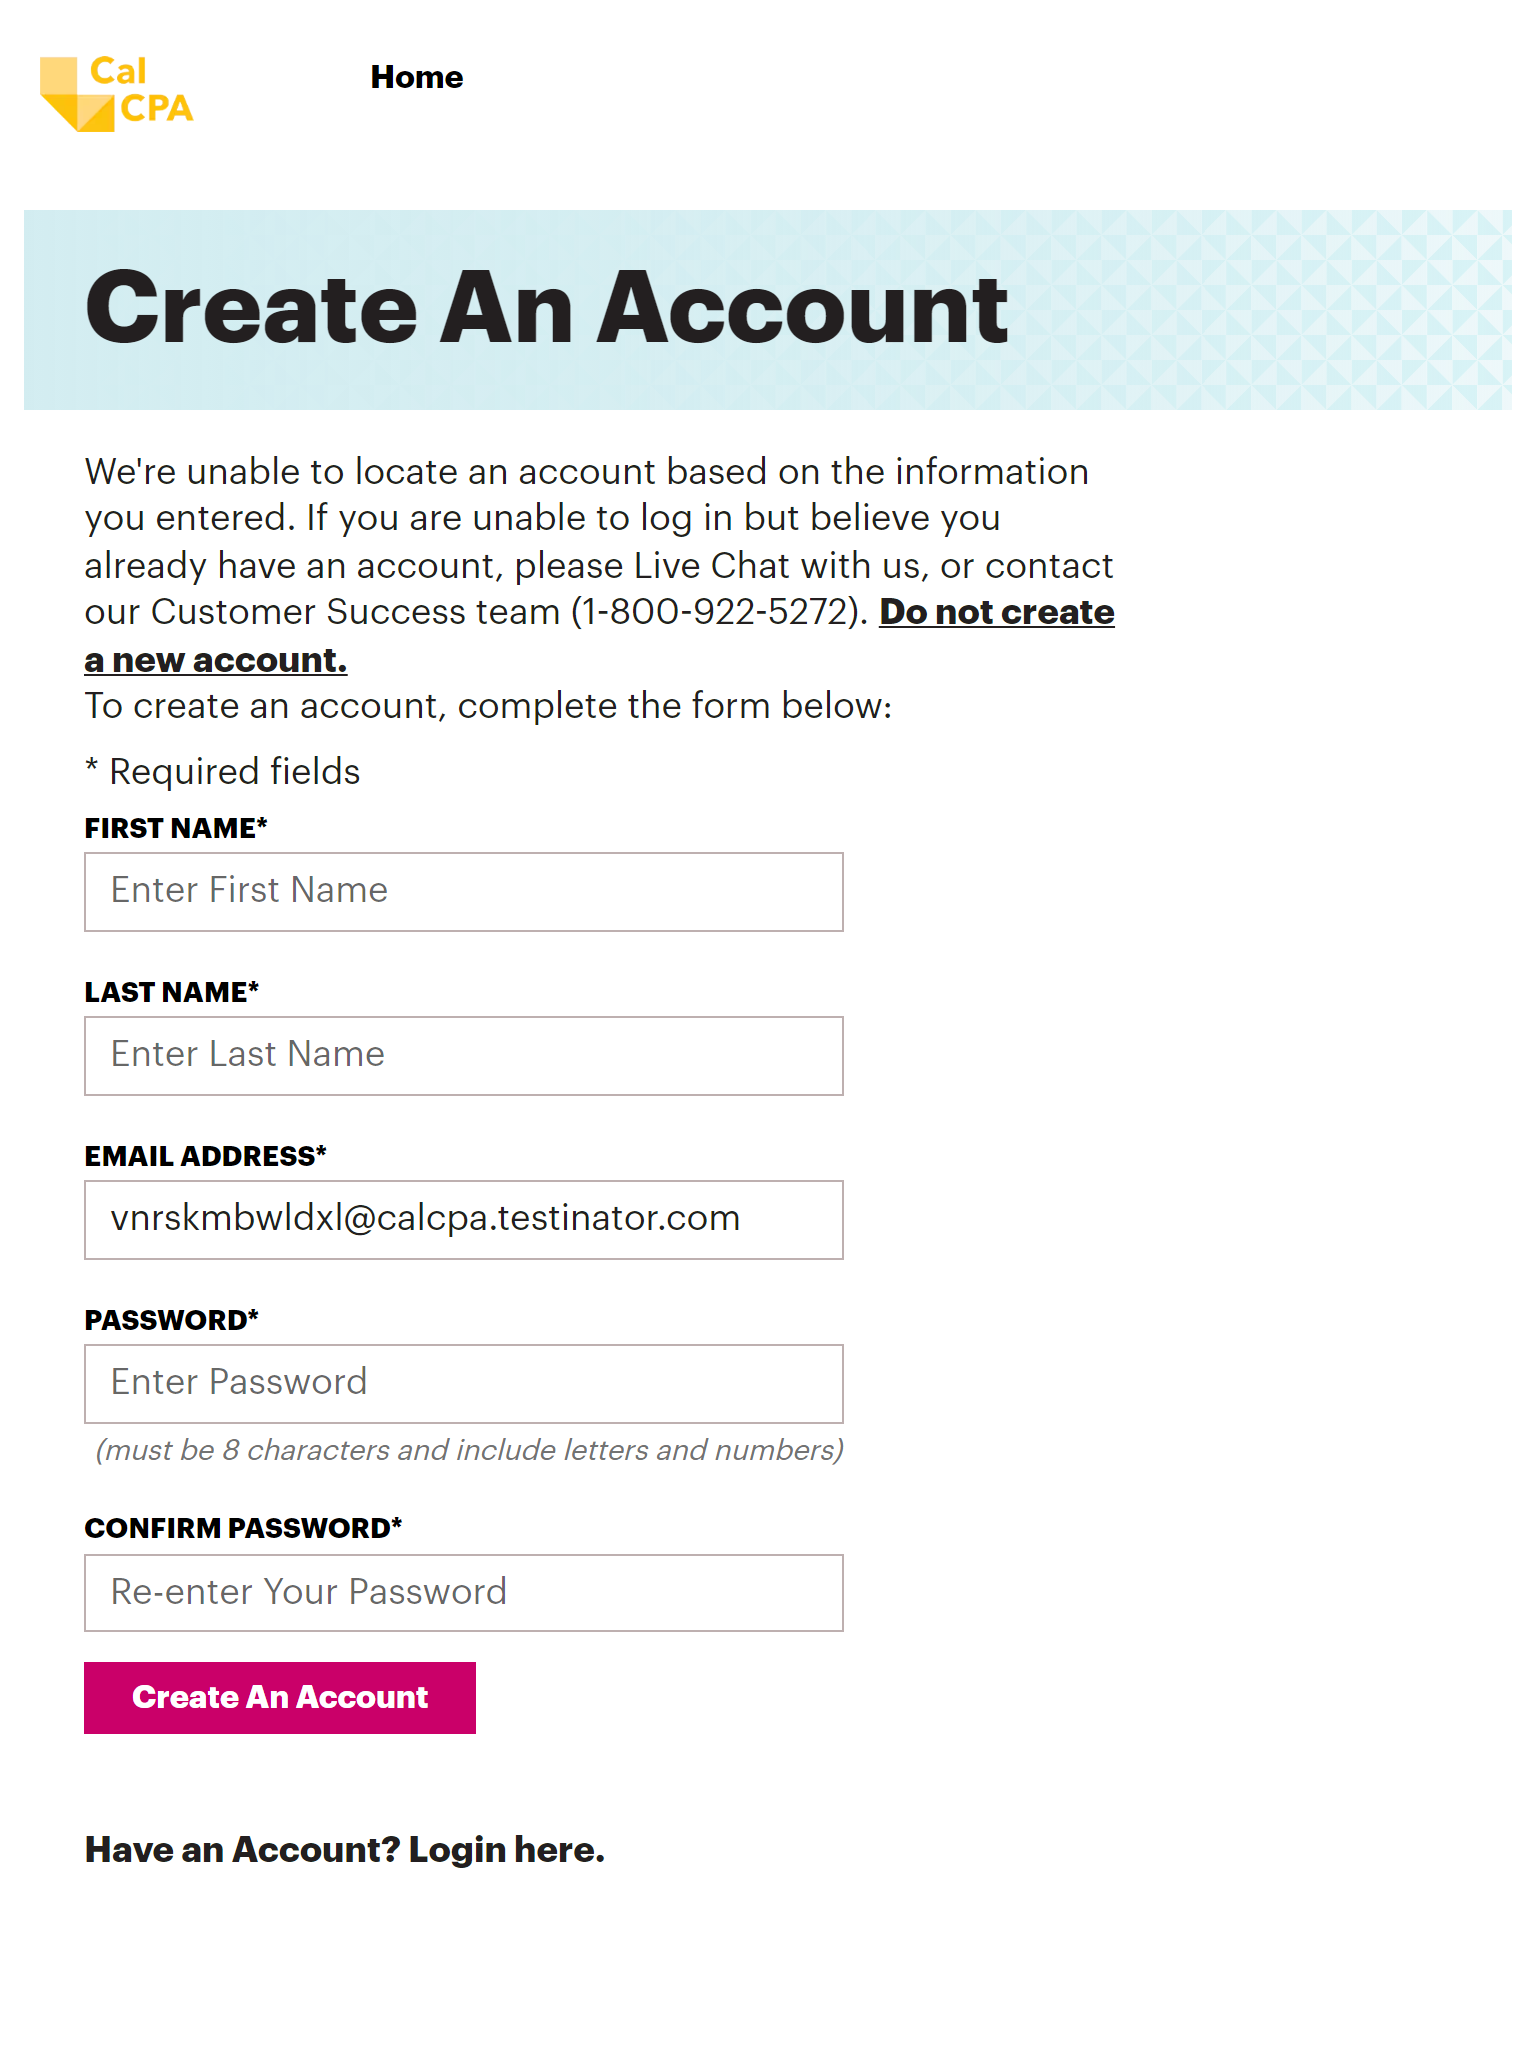 Cal
CPA
Home
Create An Account
We're unable to locate an account based on the information
you entered. If you are unable to log in but believe you
already have an account, please Live Chat with us, or contact
our Customer Success team (1-800-922-5272). Do not create
a new account.
To create an account, complete the form below:
* Required fields
FIRST NAME*
Enter First Name
LAST NAME*
Enter Last Name
EMAIL ADDRESS*
vnrskmbwldxl@calcpa.testinator.com
PASSWORD*
Enter Password
(must be 8 characters and include letters and numbers)
CONFIRM PASSWORD*
Re-enter Your Password
Create An Account
Have an Account? Login here.